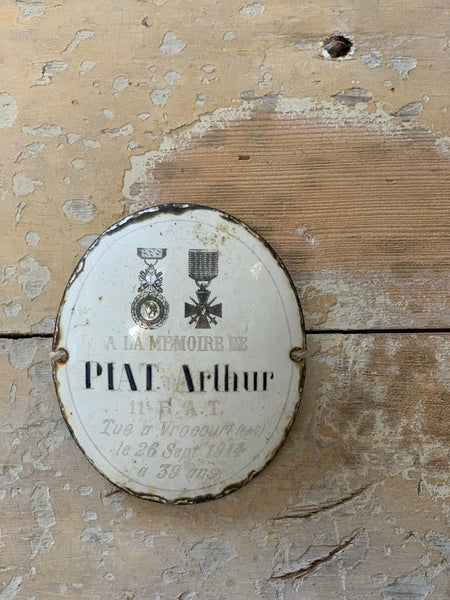 A LA MEMOIRE DE
PIAT Arthur
11e R.A.T.
Tué à Vrocourt
le 26 Sept 1914
à 39 ans